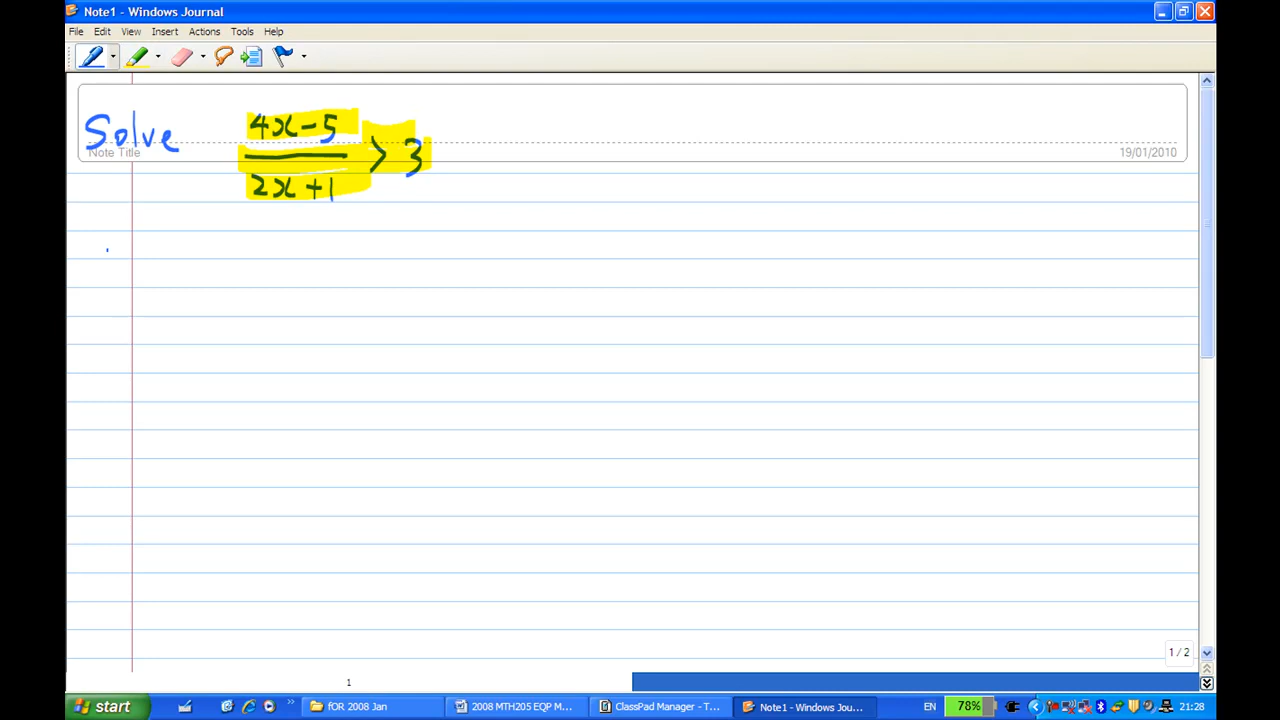 Note1 - Windows Journal
File Edit View Insert Actions Tools Help
Solve 4x-5
2x+1 > 3
Note Title 19/01/2010
1 / 2
1
start fOR 2008 Jan 2008 MTH205 EQP M... ClassPad Manager - T... Note1 - Windows Jou... EN 78% 21:28